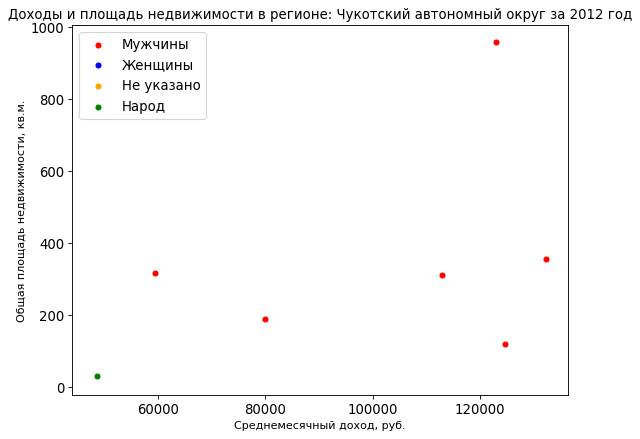 Доходы и площадь недвижимости в регионе: Чукотский автономный округ за 2012 год
1000
800
600
400
200
0
Общая площадь недвижимости, кв.м.
Мужчины
Женщины
Не указано
Народ
60000 80000 100000 120000
Среднемесячный доход, руб.